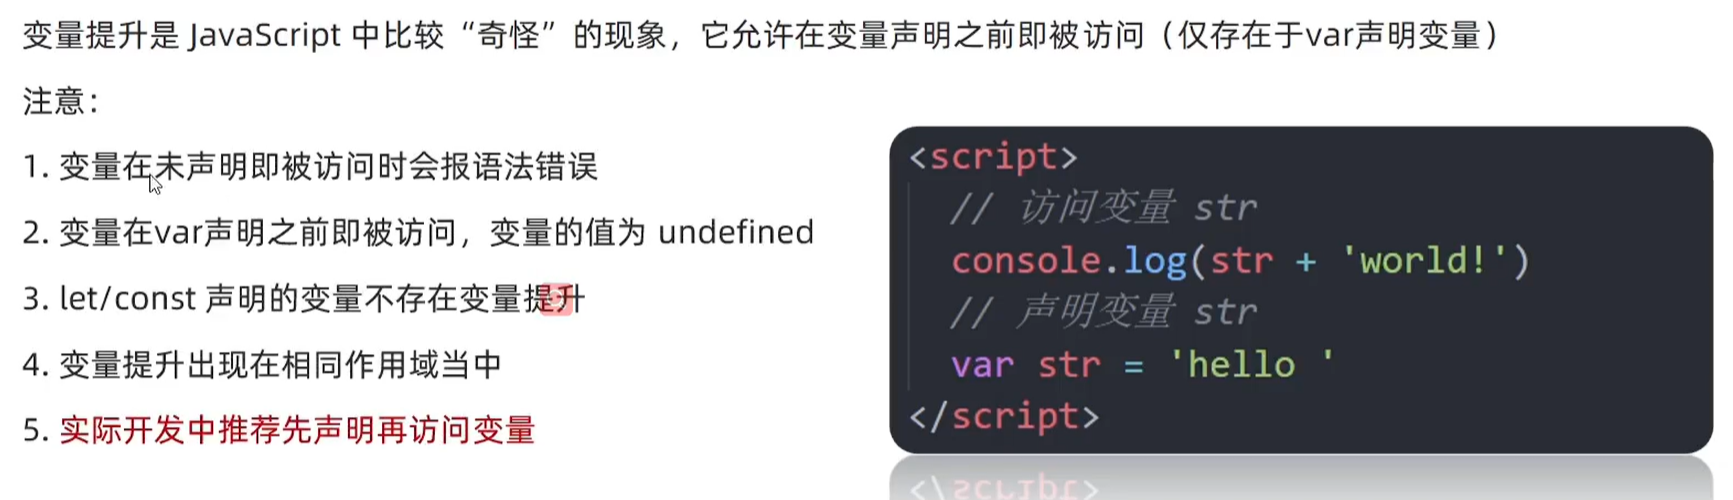 变量提升是 JavaScript 中比较“奇怪”的现象，它允许在变量声明之前即被访问（仅存在于var声明变量）
注意：
1. 变量在未声明即被访问时会报语法错误
2. 变量在var声明之前即被访问，变量的值为 undefined
3. let/const 声明的变量不存在变量提升
4. 变量提升出现在相同作用域当中
5. 实际开发中推荐先声明再访问变量
<script>
// 访问变量 str
console.log(str + 'world!')
// 声明变量 str
var str = 'hello '
</script>